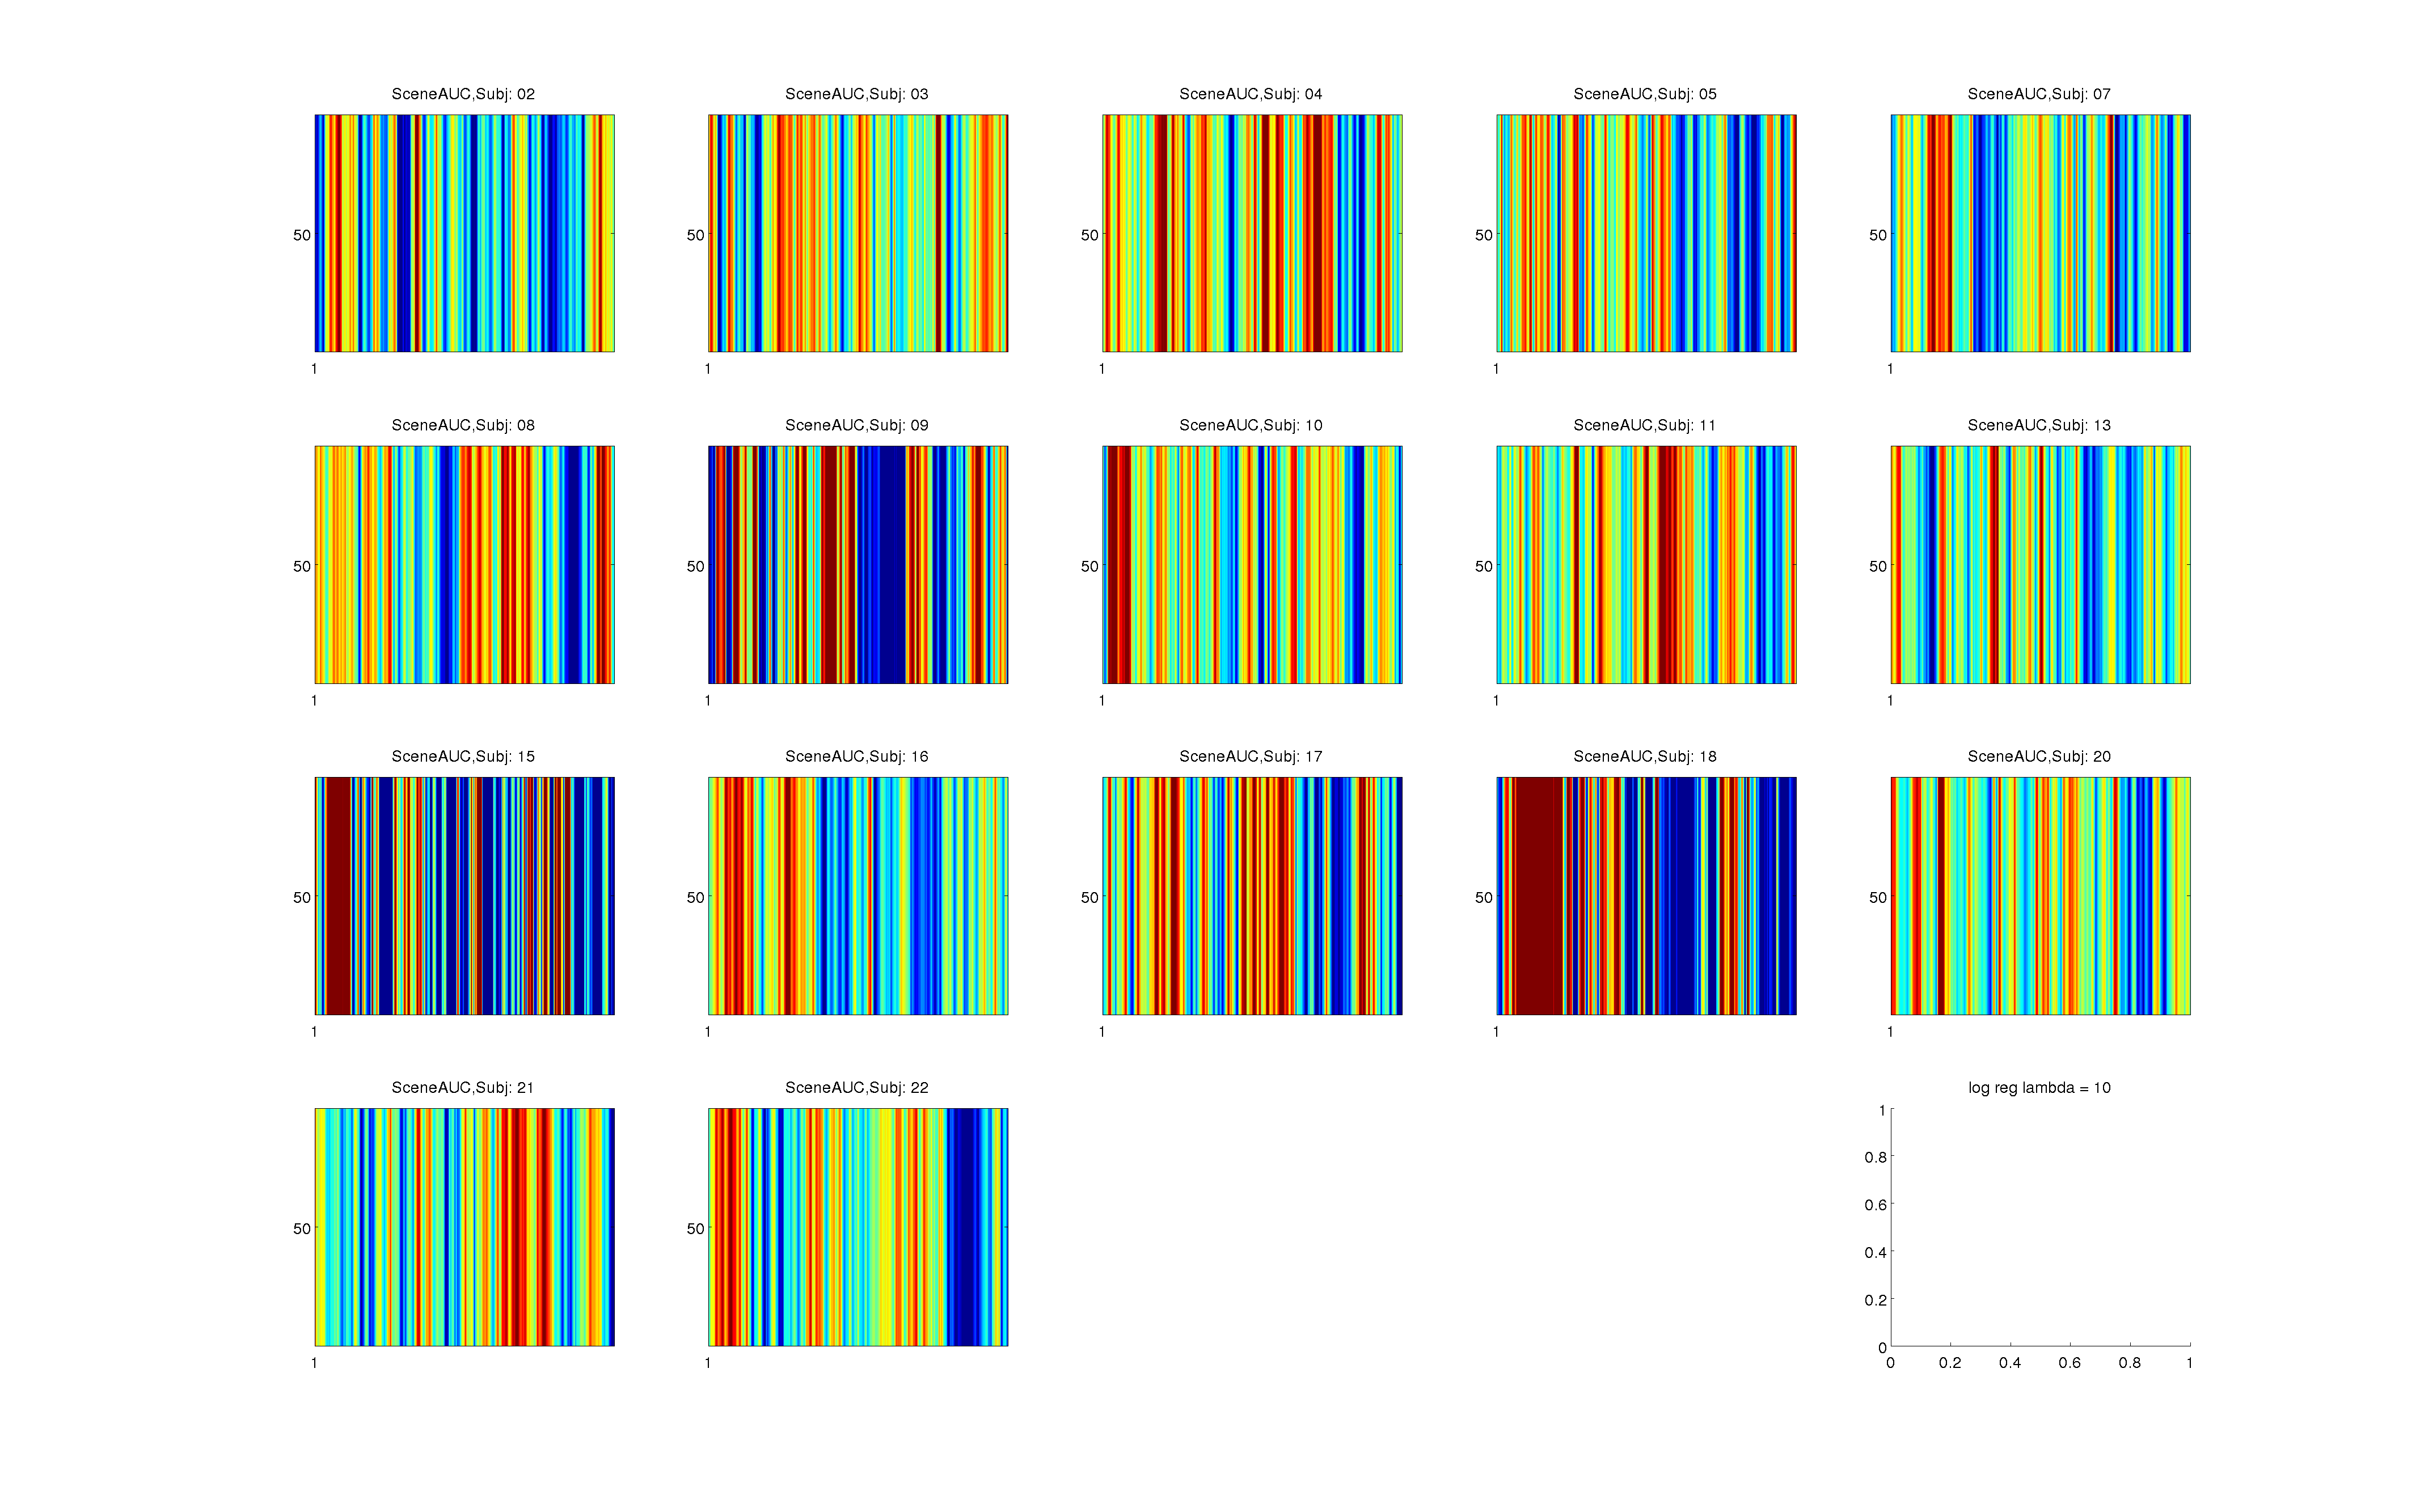 SceneAUC,Subj: 02
50
1
SceneAUC,Subj: 03
50
1
SceneAUC,Subj: 04
50
1
SceneAUC,Subj: 05
50
1
SceneAUC,Subj: 07
50
1
SceneAUC,Subj: 08
50
1
SceneAUC,Subj: 09
50
1
SceneAUC,Subj: 10
50
1
SceneAUC,Subj: 11
50
1
SceneAUC,Subj: 13
50
1
SceneAUC,Subj: 15
50
1
SceneAUC,Subj: 16
50
1
SceneAUC,Subj: 17
50
1
SceneAUC,Subj: 18
50
1
SceneAUC,Subj: 20
50
1
SceneAUC,Subj: 21
50
1
SceneAUC,Subj: 22
50
1
log reg lambda = 10
1
0.8
0.6
0.4
0.2
0
0 0.2 0.4 0.6 0.8 1